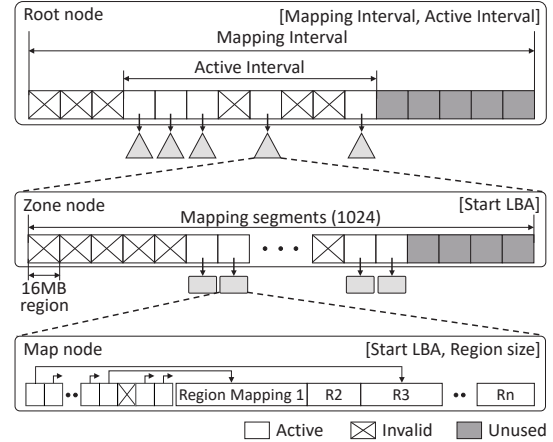 Root node [Mapping Interval, Active Interval]
Mapping Interval
Active Interval
Zone node [Start LBA]
Mapping segments (1024)
16MB
region
Map node [Start LBA, Region size]
Region Mapping 1 R2 R3 Rn
Active Invalid Unused